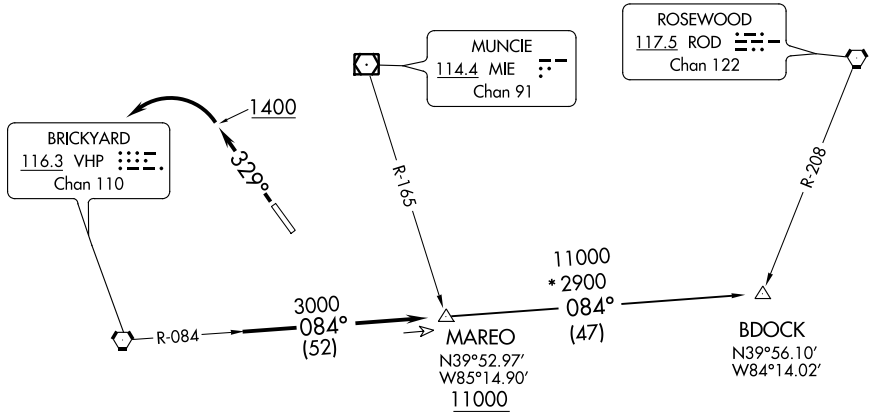 ROSEWOOD
117.5 ROD
Chan 122
MUNCIE
114.4 MIE
Chan 91
1400
BRICKYARD
116.3 VHP
Chan 110
329°
R-165
R-208
11000
*2900
084°
(47)
3000
R-084
084°
(52)
MAREO
N39°52.97'
W85°14.90'
11000
BDOCK
N39°56.10'
W84°14.02'